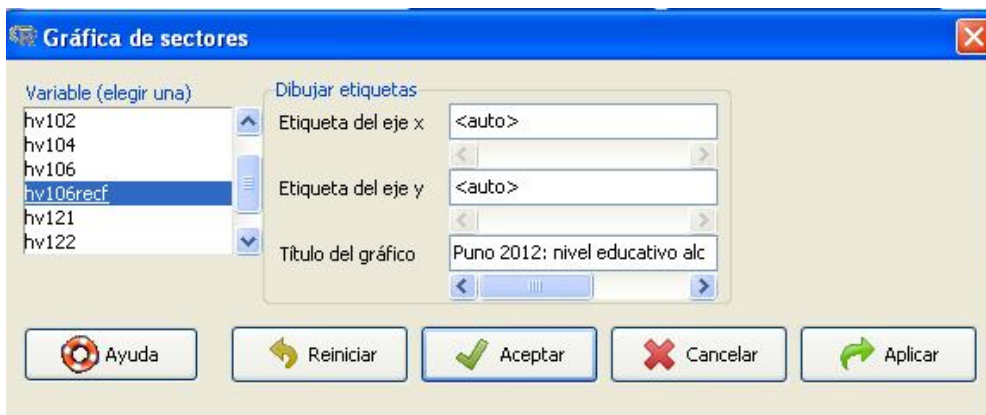 Gráfica de sectores
Variable (elegir una)
hv102
hv104
hv106
hv106recf
hv121
hv122
Dibujar etiquetas
Etiqueta del eje x
<auto>
Etiqueta del eje y
<auto>
Título del gráfico
Puno 2012: nivel educativo alc
Ayuda
Reiniciar
Aceptar
Cancelar
Aplicar